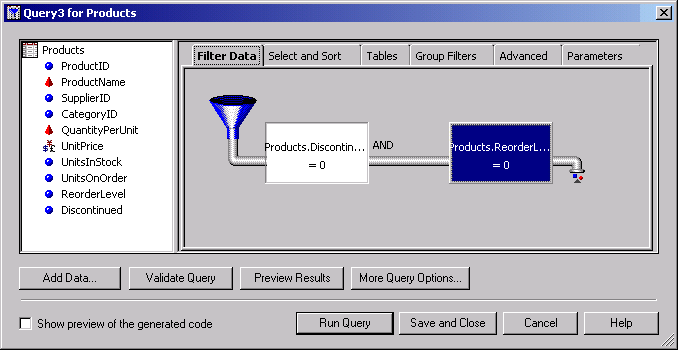 Query3 for Products
Products
ProductID
ProductName
SupplierID
CategoryID
QuantityPerUnit
UnitPrice
UnitsInStock
UnitsOnOrder
ReorderLevel
Discontinued
Filter Data Select and Sort Tables Group Filters Advanced Parameters
Products.Discontin... AND Products.ReorderL...
= 0 = 0
Add Data... Validate Query Preview Results More Query Options...
Show preview of the generated code
Run Query Save and Close Cancel Help